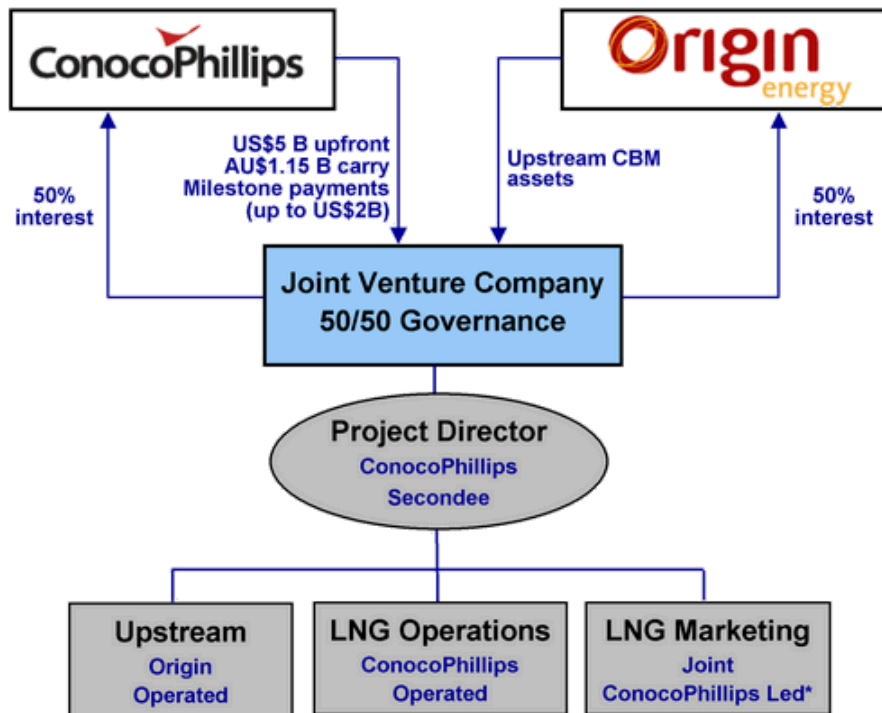 ConocoPhillips
Origin
energy
US$5 B upfront
AU$1.15 B carry
Milestone payments
(up to US$2B)
Upstream CBM
assets
50%
interest
50%
interest
Joint Venture Company
50/50 Governance
Project Director
ConocoPhillips
Secondee
Upstream
Origin
Operated
LNG Operations
ConocoPhillips
Operated
LNG Marketing
Joint
ConocoPhillips Led*